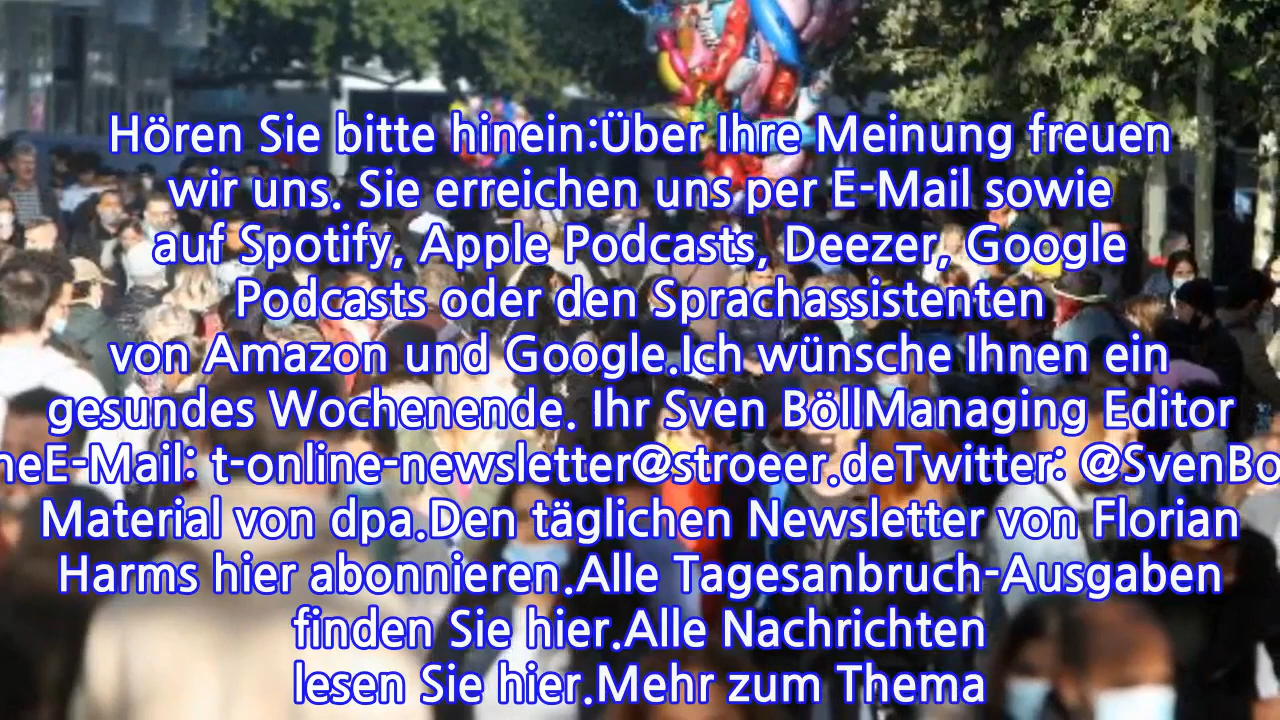 Hören Sie bitte hinein:Über Ihre Meinung freuen
wir uns. Sie erreichen uns per E-Mail sowie
auf Spotify, Apple Podcasts, Deezer, Google
Podcasts oder den Sprachassistenten
von Amazon und Google.Ich wünsche Ihnen ein
gesundes Wochenende. Ihr Sven BöllManaging Editor
neE-Mail: t-online-newsletter@stroeer.deTwitter: @SvenBo
Material von dpa.Den täglichen Newsletter von Florian
Harms hier abonnieren.Alle Tagesanbruch-Ausgaben
finden Sie hier.Alle Nachrichten
lesen Sie hier.Mehr zum Thema